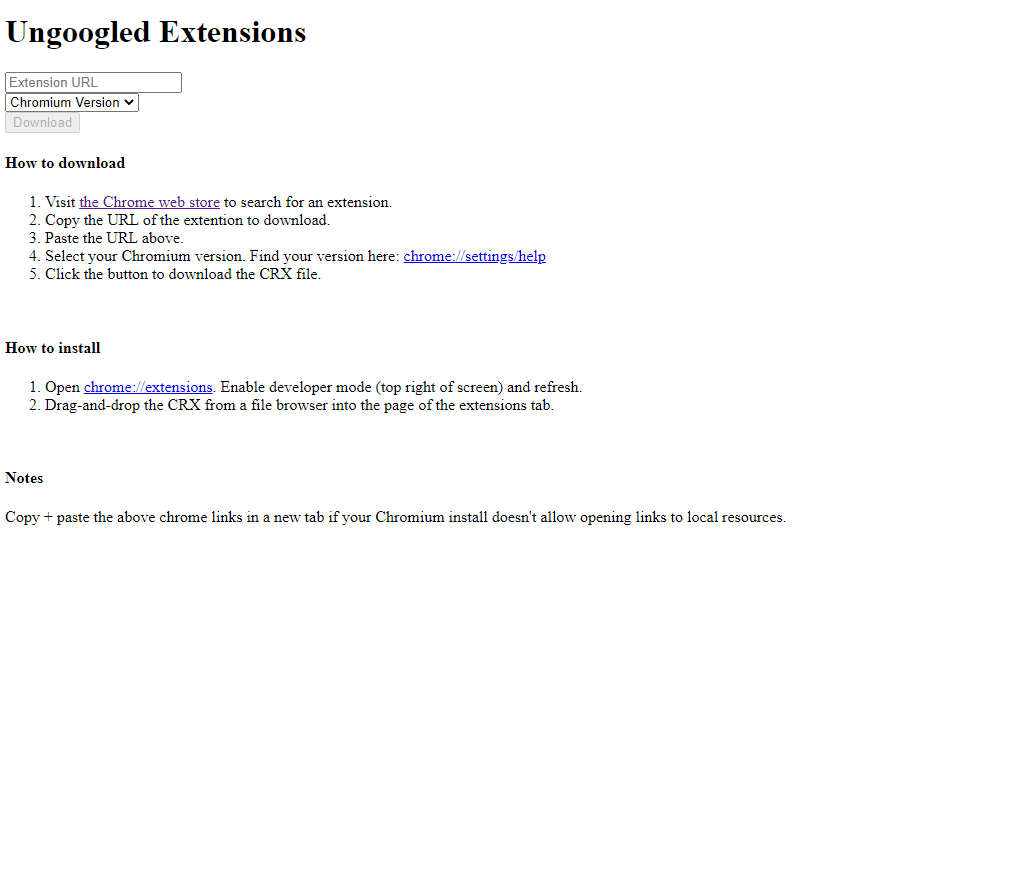 Ungoogled Extensions
Extension URL
Chromium Version
Download
How to download
1. Visit the Chrome web store to search for an extension.
2. Copy the URL of the extention to download.
3. Paste the URL above.
4. Select your Chromium version. Find your version here: chrome://settings/help
5. Click the button to download the CRX file.
How to install
1. Open chrome://extensions. Enable developer mode (top right of screen) and refresh.
2. Drag-and-drop the CRX from a file browser into the page of the extensions tab.
Notes
Copy + paste the above chrome links in a new tab if your Chromium install doesn't allow opening links to local resources.